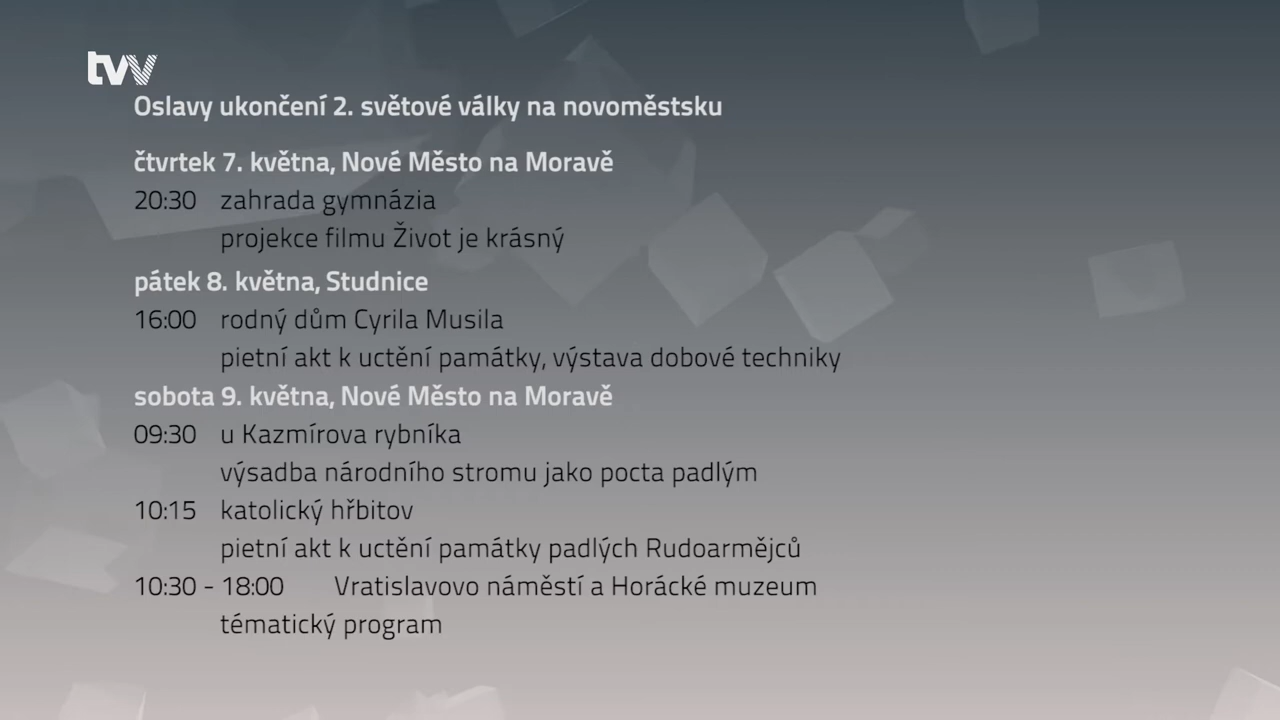 tvv
Oslavy ukončení 2. světové války na novoměstsku
čtvrtek 7. května, Nové Město na Moravě
20:30 zahrada gymnázia
projekce filmu Život je krásný
pátek 8. května, Studnice
16:00 rodný dům Cyrila Musila
pietní akt k uctění památky, výstava dobové techniky
sobota 9. května, Nové Město na Moravě
09:30 u Kazmírova rybníka
výsadba národního stromu jako pocta padlým
10:15 katolický hřbitov
pietní akt k uctění památky padlých Rudoarmějců
10:30 - 18:00 Vratislavovo náměstí a Horácké muzeum
tématický program